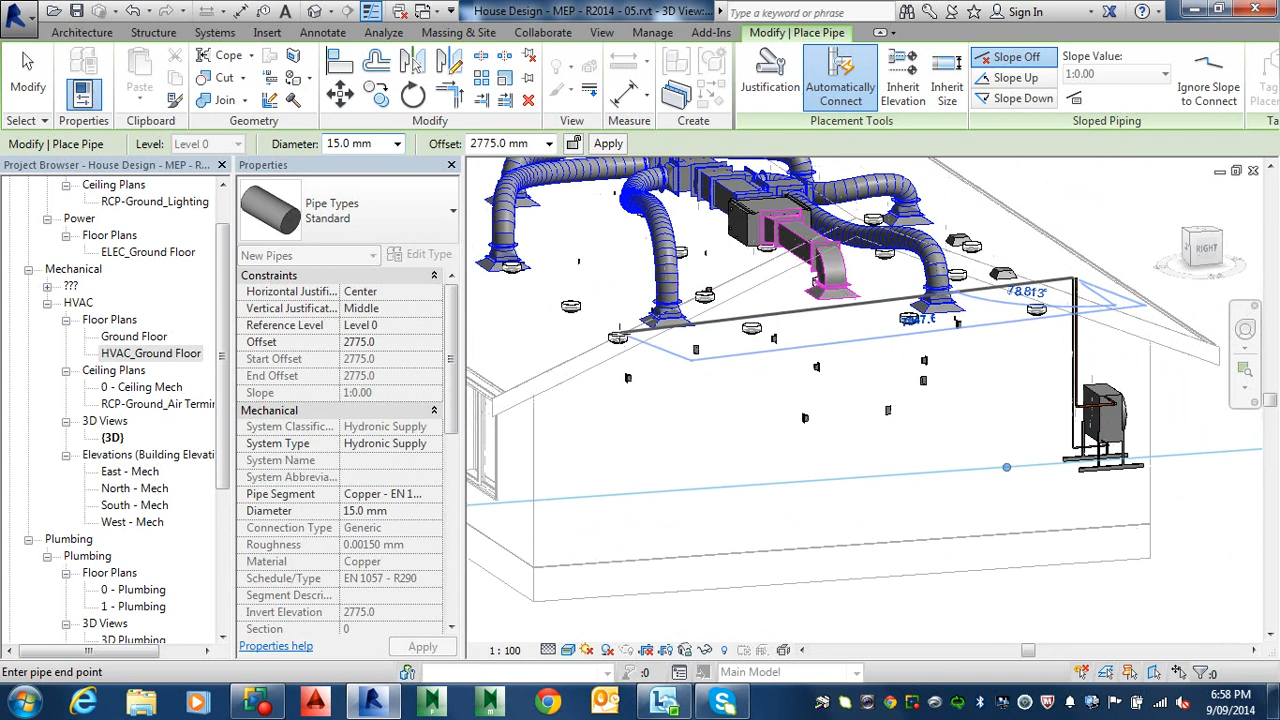 House Design - MEP - R2014 - 05.rvt - 3D View:...
Type a keyword or phrase
Sign In
Architecture Structure Systems Insert Annotate Analyze Massing & Site Collaborate View Manage Add-Ins Modify | Place Pipe
Modify
Select
Properties
Paste
Clipboard
Cope
Cut
Join
Geometry
Modify
View
Measure
Create
Justification
Automatically
Connect
Inherit
Elevation
Inherit
Size
Placement Tools
Slope Off
Slope Up
Slope Down
Slope Value:
1:0.00
Ignore Slope
to Connect
Sloped Piping
Modify | Place Pipe Level: Level 0 Diameter: 15.0 mm Offset: 2775.0 mm Apply
Project Browser - House Design - MEP - R...
Ceiling Plans
RCP-Ground_Lighting
Power
Floor Plans
ELEC_Ground Floor
Mechanical
???
HVAC
Floor Plans
Ground Floor
HVAC_Ground Floor
Ceiling Plans
0 - Ceiling Mech
RCP-Ground_Air Termin
3D Views
{3D}
Elevations (Building Elevati
East - Mech
North - Mech
South - Mech
West - Mech
Plumbing
Plumbing
Floor Plans
0 - Plumbing
1 - Plumbing
3D Views
3D Plumbing
Properties
Pipe Types
Standard
New Pipes
Edit Type
Constraints
Horizontal Justifi... Center
Vertical Justificat... Middle
Reference Level Level 0
Offset 2775.0
Start Offset 2775.0
End Offset 2775.0
Slope 1:0.00
Mechanical
System Classific... Hydronic Supply
System Type Hydronic Supply
System Name
System Abbrevia...
Pipe Segment Copper - EN 1...
Diameter 15.0 mm
Connection Type Generic
Roughness 0.00150 mm
Material Copper
Schedule/Type EN 1057 - R290
Segment Descri...
Invert Elevation 2775.0
Section 0
Properties help
Apply
RIGHT
78.813°
1 : 100
Enter pipe end point
:0
Main Model
:0
6:58 PM
9/09/2014